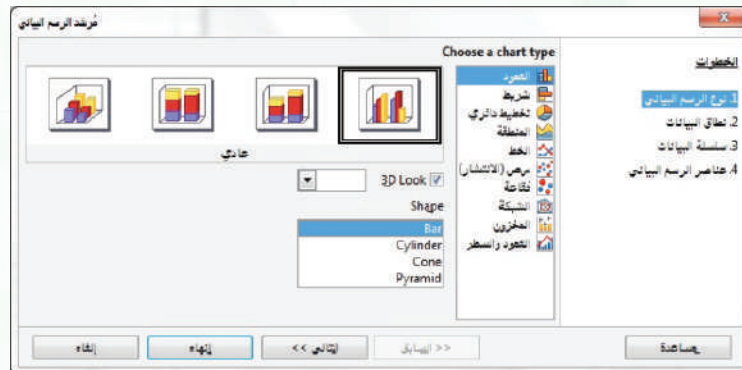 مُرشد الرسم البياني
الخطوات
1. نوع الرسم البياني
2. نطاق البيانات
3. سلسلة البيانات
4. عناصر الرسم البياني
Choose a chart type
العمود
شريط
تخطيط دائري
المنطقة
الخط
س ص (الانتشار)
فقاعة
الشبكة
المخزون
العمود والسطر
عادي
3D Look
Shape
Bar
Cylinder
Cone
Pyramid
مساعدة
<< السابق
التالي >>
إنهاء
إلغاء